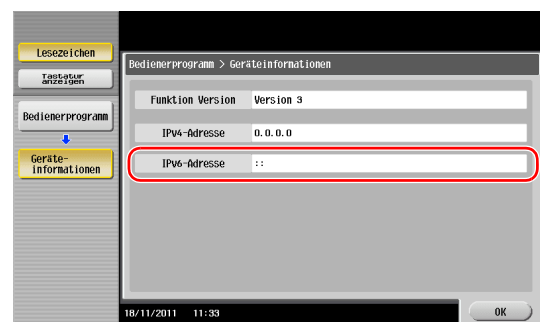 Lesezeichen
Tastatur
anzeigen
Bedienerprogramm
Geräte-
informationen
Bedienerprogramm > Geräteinformationen
Funktion Version Version 3
IPv4-Adresse 0.0.0.0
IPv6-Adresse ::
18/11/2011 11:33
OK